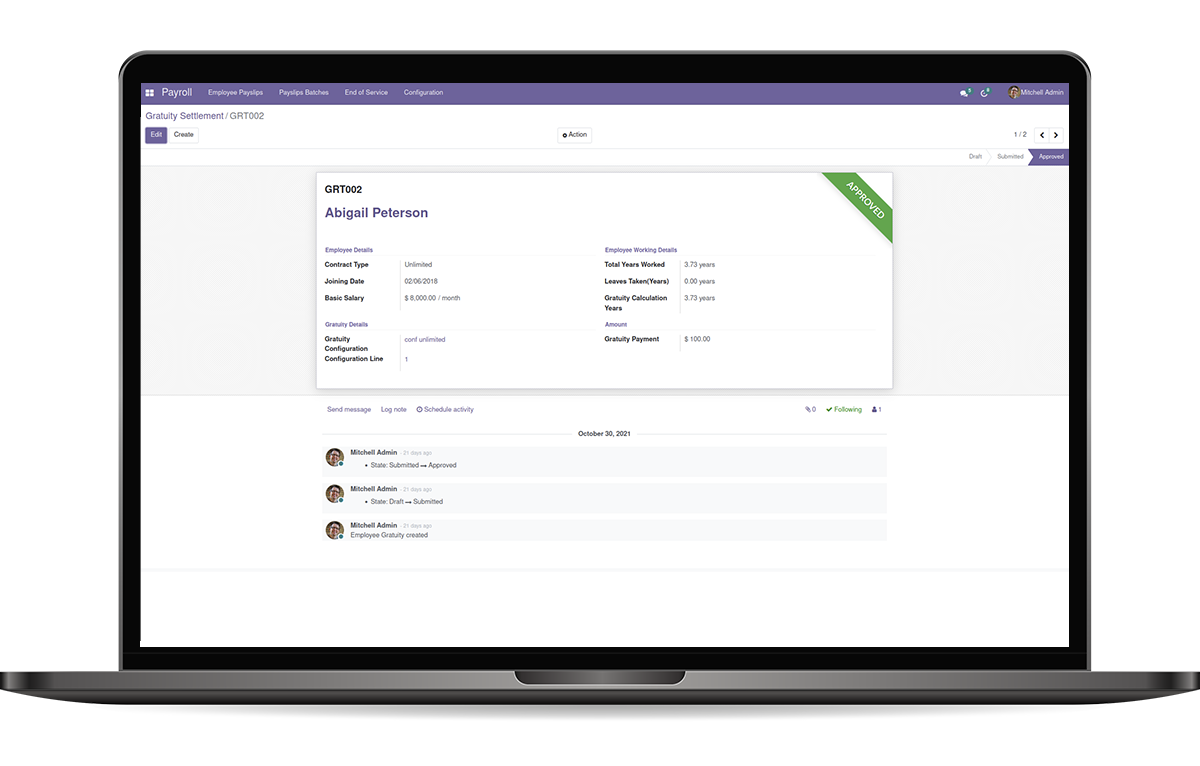 Payroll Employee Payslips Payslips Batches End of Service Configuration 5 6 Mitchell Admin
Gratuity Settlement / GRT002
Edit Create Action 1 / 2
Draft Submitted Approved
GRT002
APPROVED
Abigail Peterson
Employee Details
Contract Type Unlimited
Joining Date 02/06/2018
Basic Salary $ 8,000.00 / month
Employee Working Details
Total Years Worked 3.73 years
Leaves Taken(Years) 0.00 years
Gratuity Calculation 3.73 years
Years
Gratuity Details
Gratuity conf unlimited
Configuration
Configuration Line 1
Amount
Gratuity Payment $ 100.00
Send message Log note Schedule activity 0 Following 1
October 30, 2021
Mitchell Admin - 21 days ago
• State: Submitted → Approved
Mitchell Admin - 21 days ago
• State: Draft → Submitted
Mitchell Admin - 21 days ago
Employee Gratuity created